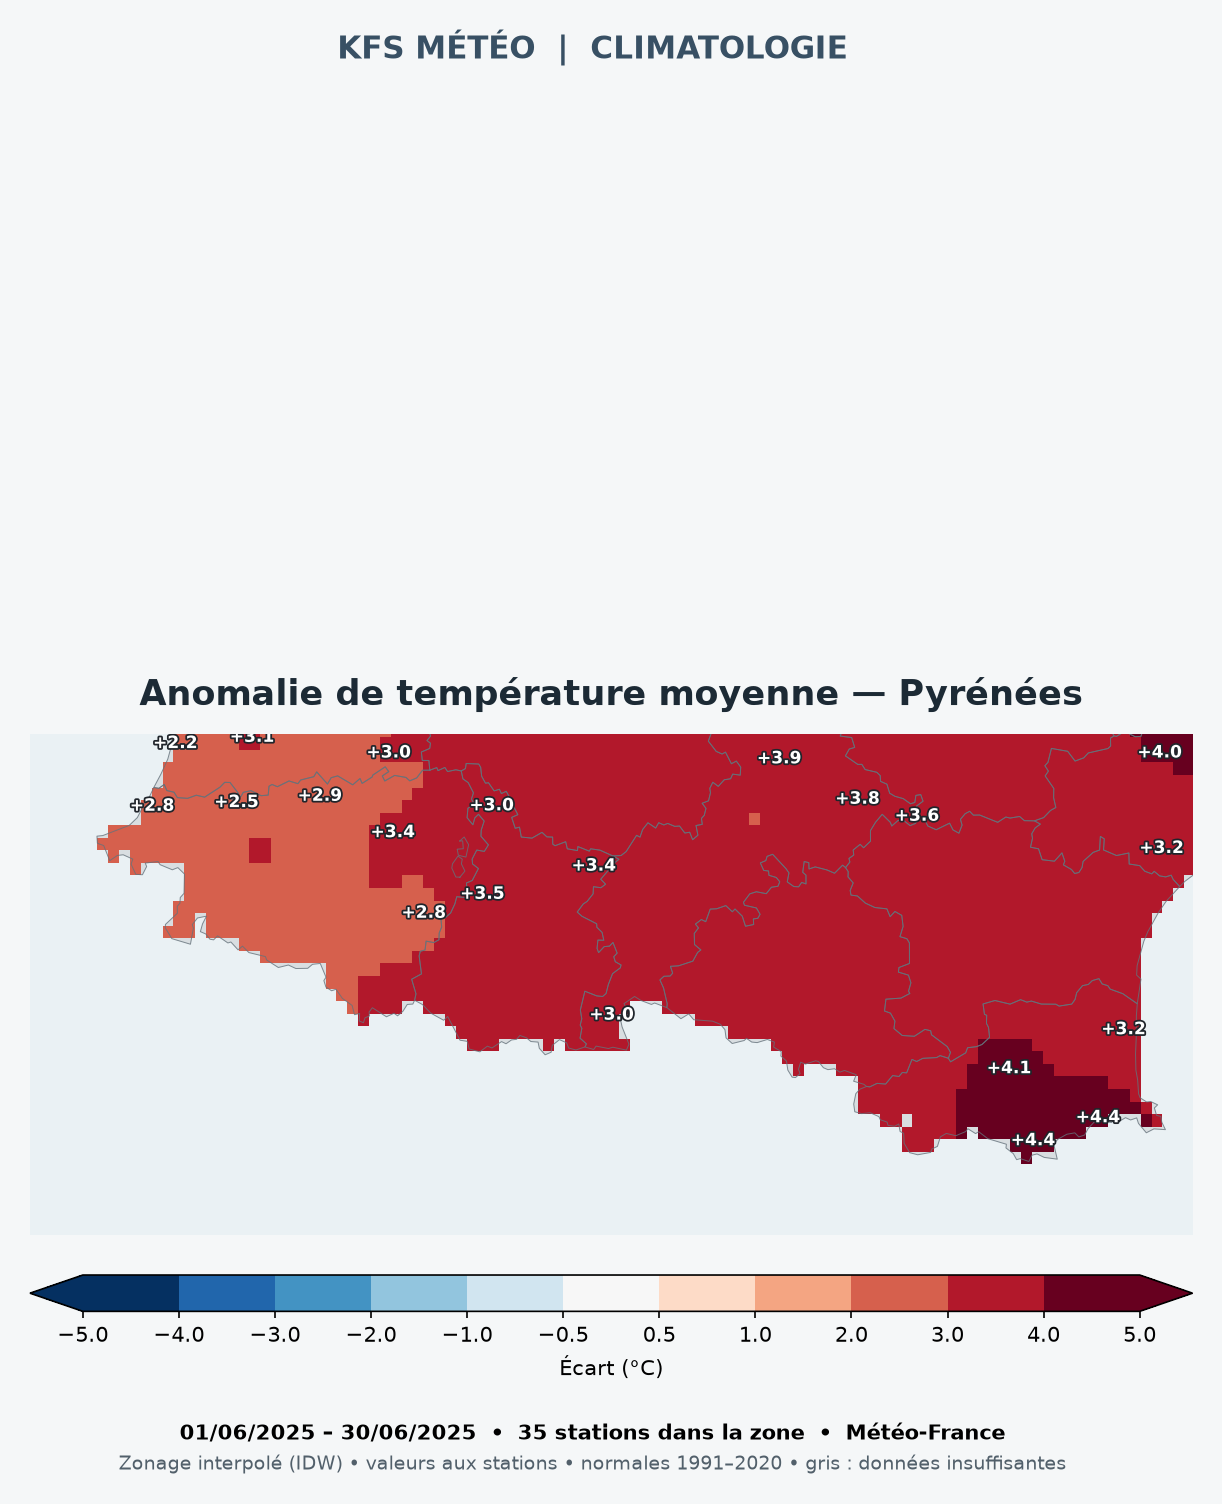 KFS MÉTÉO | CLIMATOLOGIE
Anomalie de température moyenne — Pyrénées
+2.2 +3.1 +3.0 +3.9 +4.0
+2.8 +2.5 +2.9 +3.0 +3.8 +3.6
+3.4 +3.2
+3.4
+3.5
+2.8
+3.0 +3.2
+4.1
+4.4
+4.4
−5.0 −4.0 −3.0 −2.0 −1.0 −0.5 0.5 1.0 2.0 3.0 4.0 5.0
Écart (°C)
01/06/2025 – 30/06/2025 • 35 stations dans la zone • Météo-France
Zonage interpolé (IDW) • valeurs aux stations • normales 1991–2020 • gris : données insuffisantes